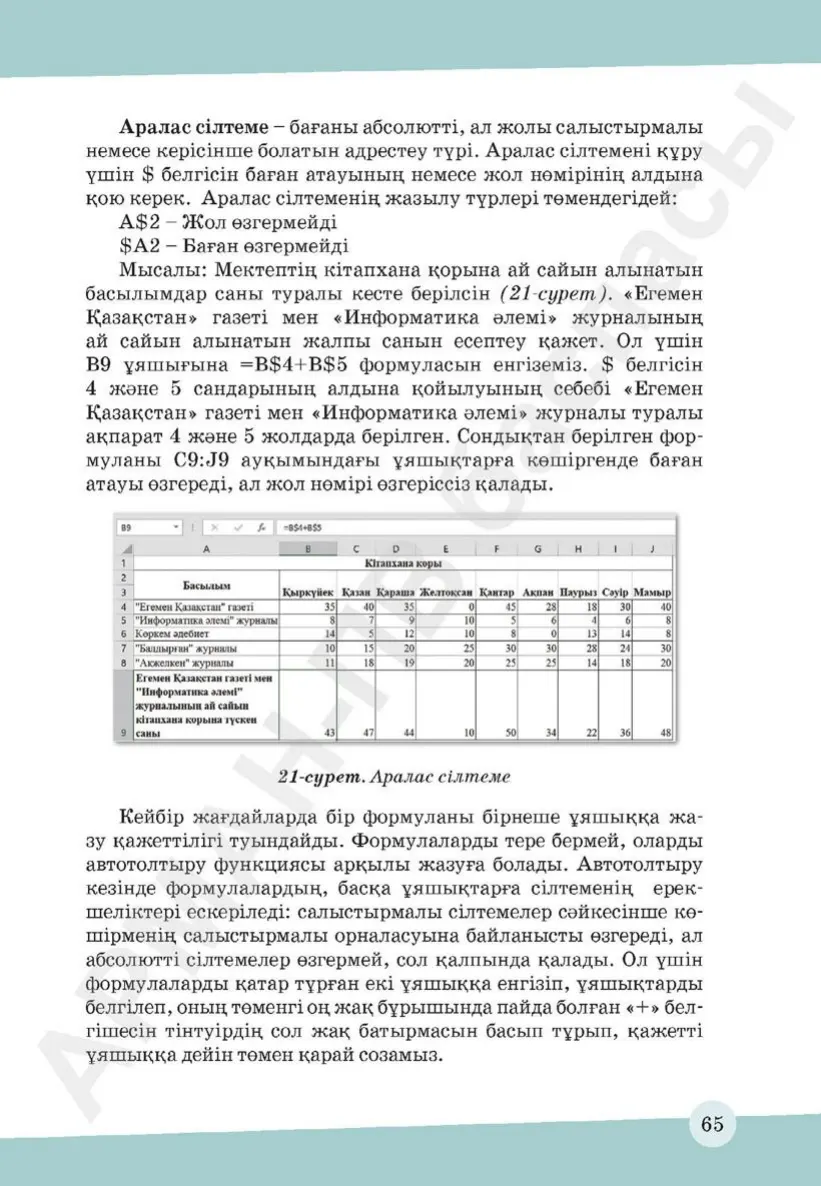 Аралас сілтеме – бағаны абсолютті, ал жолы салыстырмалы
немесе керісінше болатын адрестеу түрі. Аралас сілтемені құру
үшін $ белгісін баған атауының немесе жол нөмірінің алдына
қою керек. Аралас сілтеменің жазылу түрлері төмендегідей:
A$2 – Жол өзгермейді
$A2 – Баған өзгермейді
Мысалы: Мектептің кітапхана қорына ай сайын алынатын
басылымдар саны туралы кесте берілсін (21-сурет). «Егемен
Қазақстан» газеті мен «Информатика әлемі» журналының
ай сайын алынатын жалпы санын есептеу қажет. Ол үшін
В9 ұяшығына =B$4+B$5 формуласын енгіземіз. $ белгісін
4 және 5 сандарының алдына қойылуының себебі «Егемен
Қазақстан» газеті мен «Информатика әлемі» журналы туралы
ақпарат 4 және 5 жолдарда берілген. Сондықтан берілген фор-
муланы C9:J9 ауқымындағы ұяшықтарға көшіргенде баған
атауы өзгереді, ал жол нөмірі өзгеріссіз қалады.
B9 fx =B$4+B$5
A B C D E F G H I J
1 Кітапхана қоры
2
3 Басылым Қыркүйек Қазан Қараша Желтоқсан Қаңтар Ақпан Наурыз Сәуір Мамыр
4 "Егемен Қазақстан" газеті 35 40 35 0 45 28 18 30 40
5 "Информатика әлемі" журналы 8 7 9 10 5 6 4 6 8
6 Көркем әдебиет 14 5 12 10 8 0 13 14 8
7 "Балдырған" журналы 10 15 20 25 30 30 28 24 30
8 "Ақжелкен" журналы 11 18 19 20 25 25 14 18 20
Егемен Қазақстан газеті мен
"Информатика әлемі"
журналының ай сайын
кітапхана қорына түскен
9 саны 43 47 44 10 50 34 22 36 48
21-сурет. Аралас сілтеме
Кейбір жағдайларда бір формуланы бірнеше ұяшыққа жа-
зу қажеттілігі туындайды. Формулаларды тере бермей, оларды
автотолтыру функциясы арқылы жазуға болады. Автотолтыру
кезінде формулалардың, басқа ұяшықтарға сілтеменің ерек-
шеліктері ескеріледі: салыстырмалы сілтемелер сәйкесінше кө-
шірменің салыстырмалы орналасуына байланысты өзгереді, ал
абсолютті сілтемелер өзгермей, сол қалпында қалады. Ол үшін
формулаларды қатар тұрған екі ұяшыққа енгізіп, ұяшықтарды
белгілеп, оның төменгі оң жақ бұрышында пайда болған «+» бел-
гішесін тінтуірдің сол жақ батырмасын басып тұрып, қажетті
ұяшыққа дейін төмен қарай созамыз.
65
АРМАН-ПВ баспасы